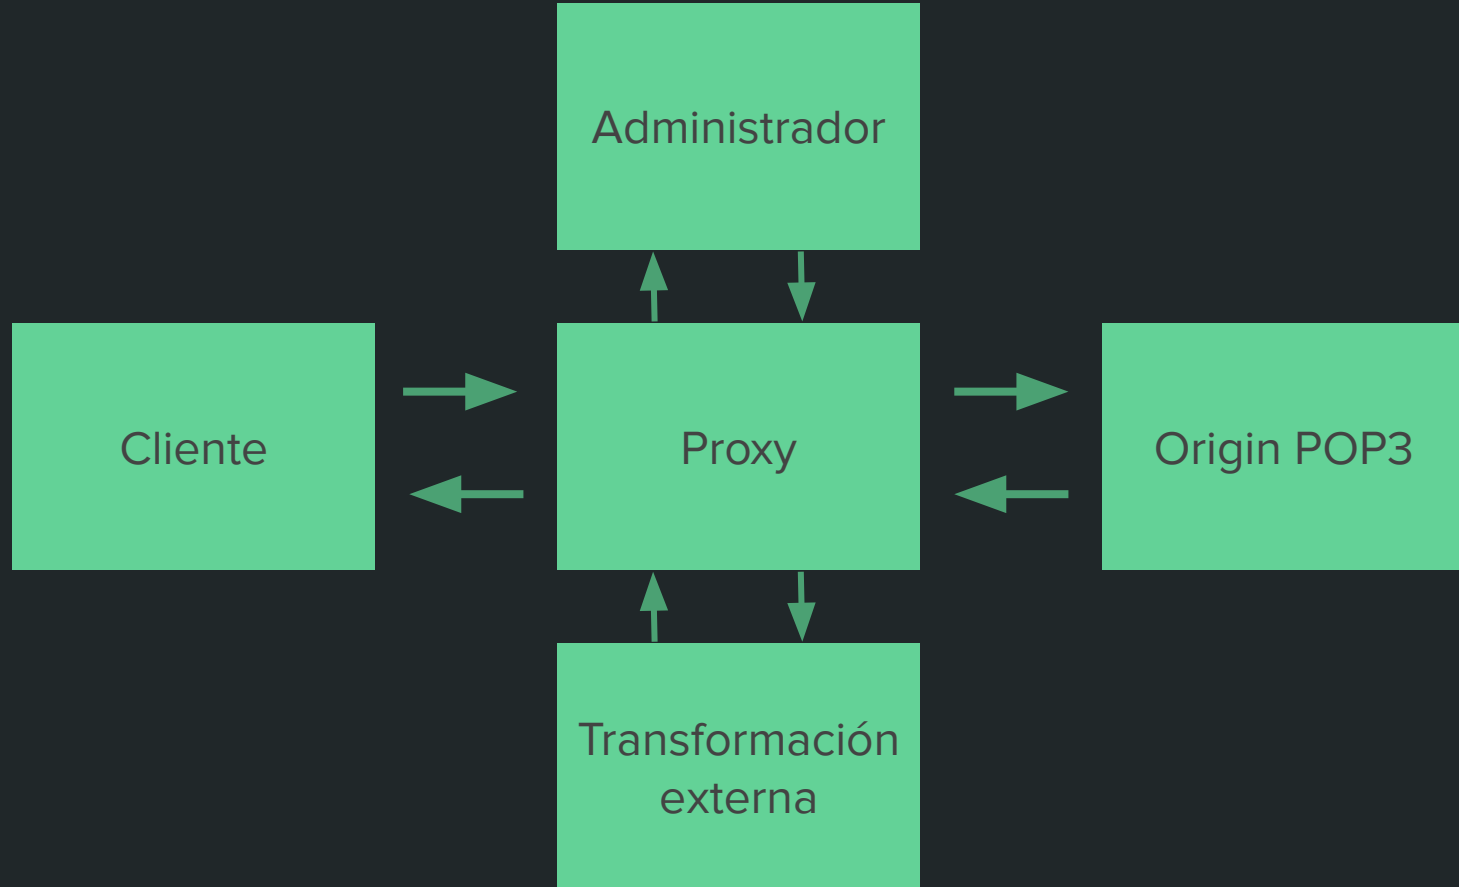 Administrador
Cliente
Proxy
Origin POP3
Transformación
externa